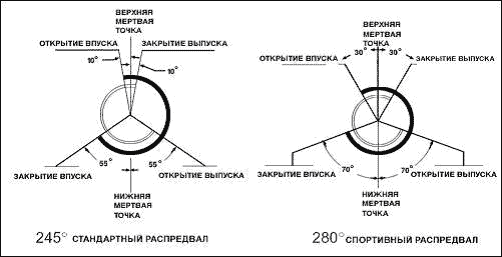 ВЕРХНЯЯ
МЕРТВАЯ
ТОЧКА
ОТКРЫТИЕ ВПУСКА
ЗАКРЫТИЕ ВЫПУСКА
10°
10°
55°
55°
ЗАКРЫТИЕ ВПУСКА
ОТКРЫТИЕ ВЫПУСКА
НИЖНЯЯ
МЕРТВАЯ
ТОЧКА
245° СТАНДАРТНЫЙ РАСПРЕДВАЛ
ВЕРХНЯЯ
МЕРТВАЯ
ТОЧКА
30°
30°
ОТКРЫТИЕ ВПУСКА
ЗАКРЫТИЕ ВЫПУСКА
70°
70°
ЗАКРЫТИЕ ВПУСКА
ОТКРЫТИЕ ВЫПУСКА
НИЖНЯЯ
МЕРТВАЯ
ТОЧКА
280° СПОРТИВНЫЙ РАСПРЕДВАЛ